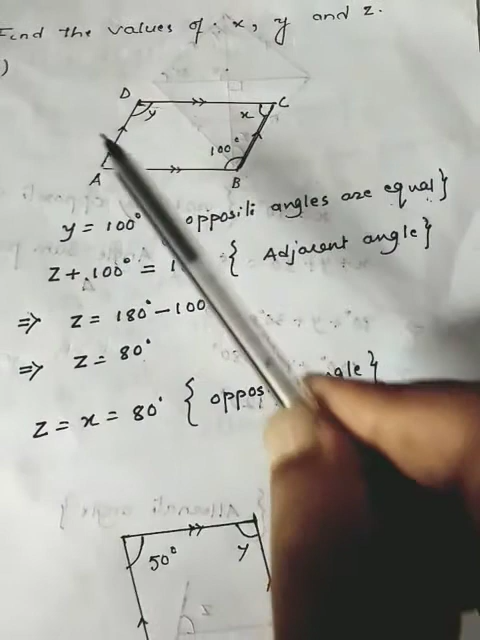 Find the values of x, y and z.
)
D
y
x
C
100°
A
B
y = 100° opposite angles are equal}
z + 100° = 1 { Adjacent angle}
=> z = 180° - 100
=> z = 80°
z = x = 80° { oppos gle}
50°
y